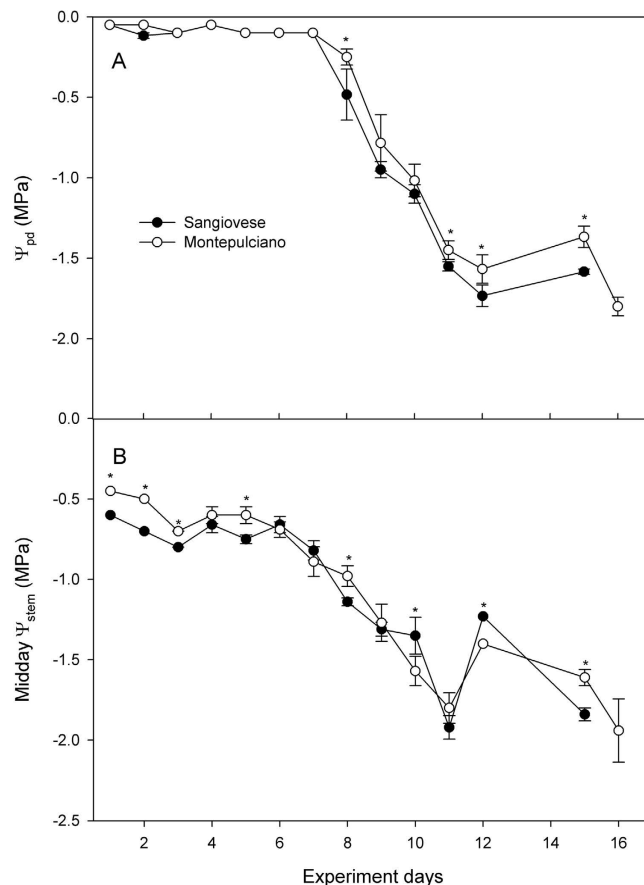 0.0
*
A
-0.5
Ψpd (MPa)
-1.0
Sangiovese
Montepulciano
* * *
-1.5
-2.0
0.0
B
* * * *
-0.5
Midday Ψstem (MPa)
* * * *
-1.0
-1.5
-2.0
-2.5
2 4 6 8 10 12 14 16
Experiment days